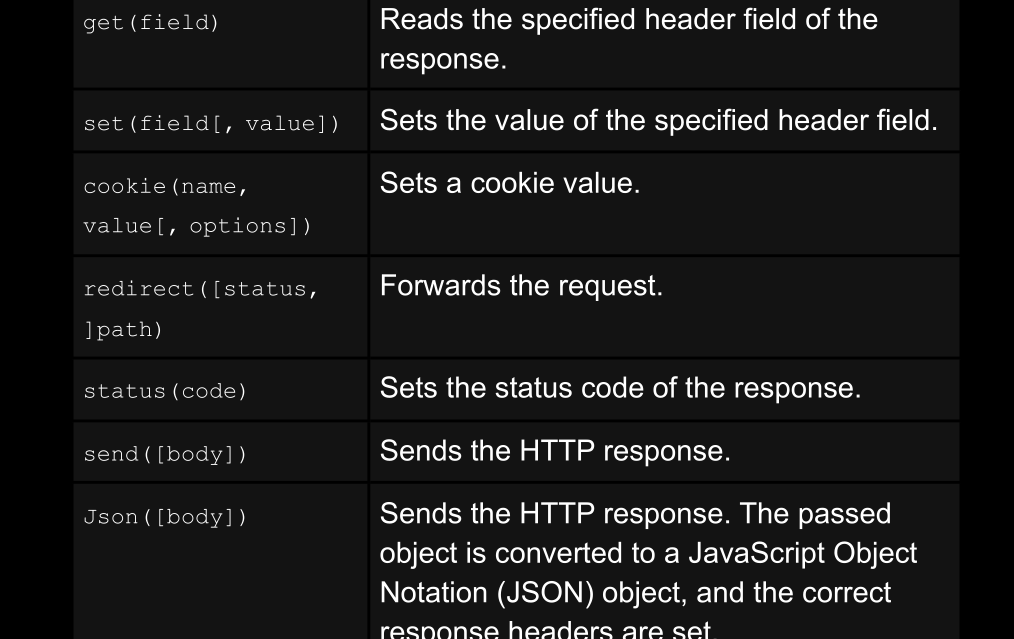 get(field)
Reads the specified header field of the
response.
set(field[, value])
Sets the value of the specified header field.
cookie(name,
value[, options])
Sets a cookie value.
redirect([status,
]path)
Forwards the request.
status(code)
Sets the status code of the response.
send([body])
Sends the HTTP response.
Json([body])
Sends the HTTP response. The passed
object is converted to a JavaScript Object
Notation (JSON) object, and the correct
response headers are set.